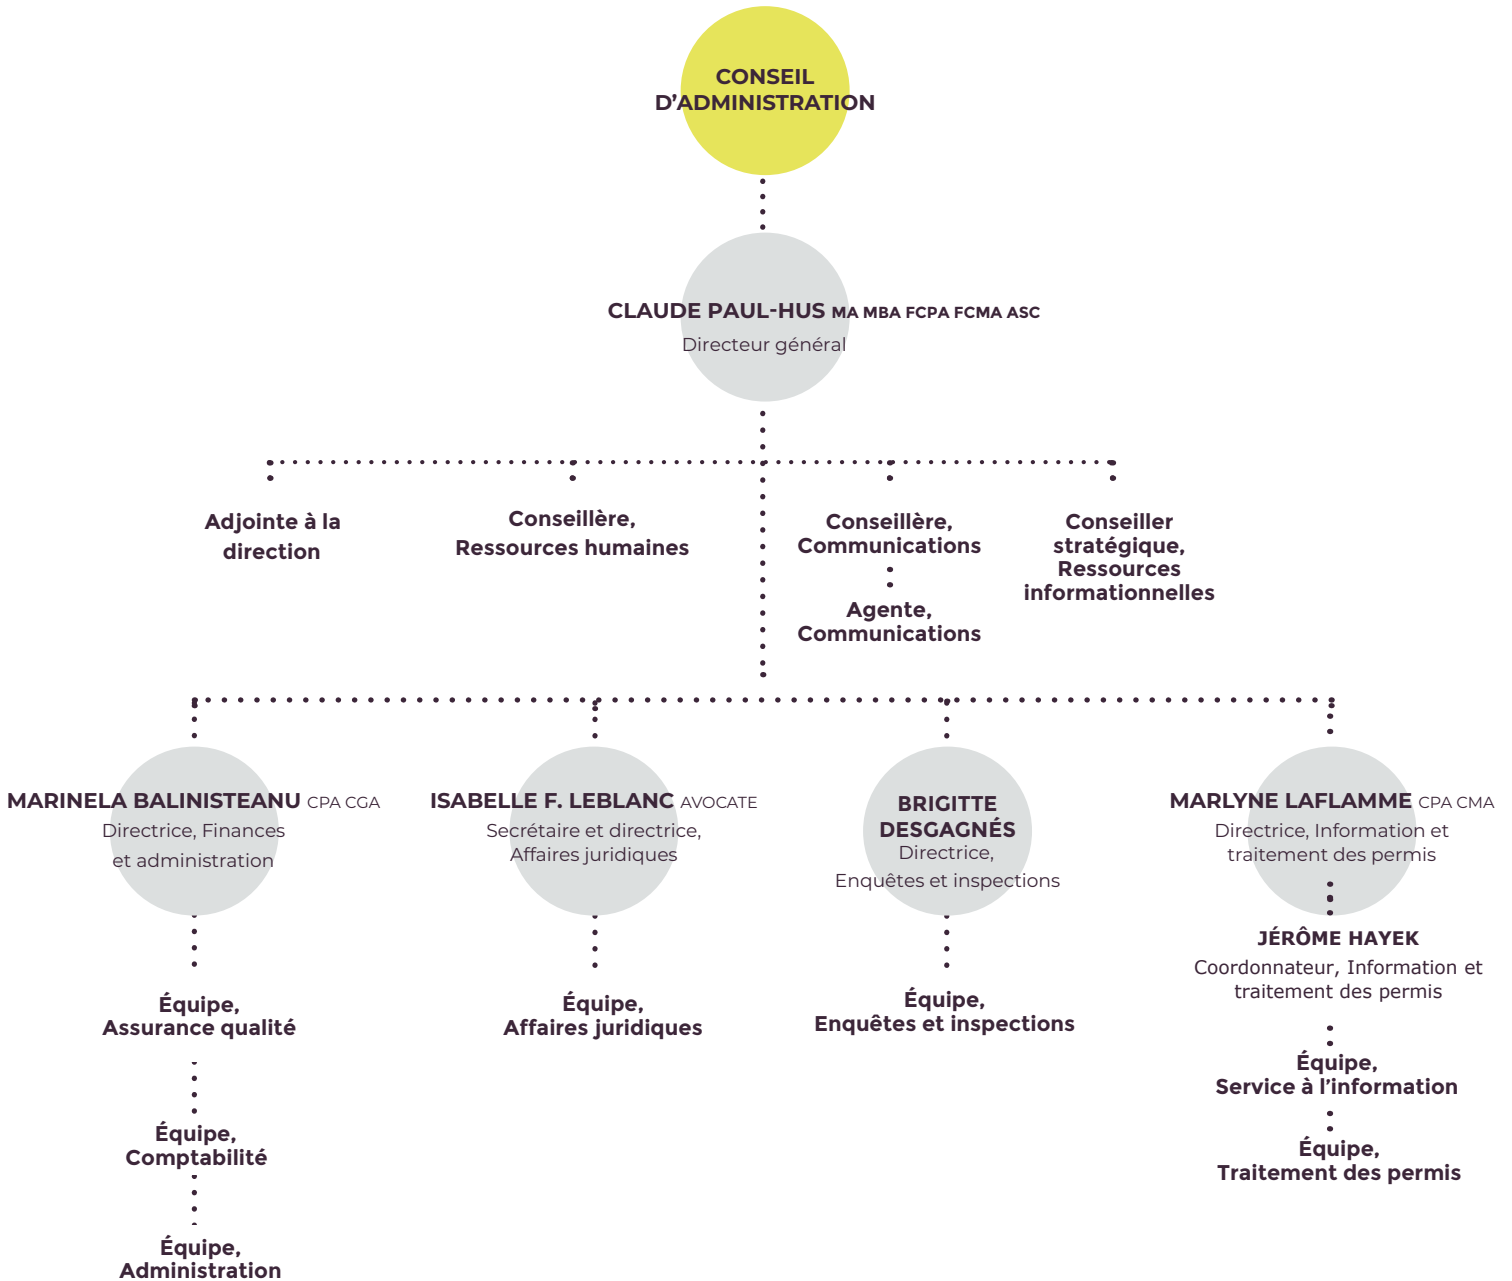 CONSEIL
D'ADMINISTRATION
CLAUDE PAUL-HUS MA MBA FCPA FCMA ASC
Directeur général
Adjointe à la
direction
Conseillère,
Ressources humaines
Conseillère,
Communications
Agente,
Communications
Conseiller
stratégique,
Ressources
informationnelles
MARINELA BALINISTEANU CPA CGA
Directrice, Finances
et administration
Équipe,
Assurance qualité
Équipe,
Comptabilité
Équipe,
Administration
ISABELLE F. LEBLANC AVOCATE
Secrétaire et directrice,
Affaires juridiques
Équipe,
Affaires juridiques
BRIGITTE
DESGAGNÉS
Directrice,
Enquêtes et inspections
Équipe,
Enquêtes et inspections
MARLYNE LAFLAMME CPA CMA
Directrice, Information et
traitement des permis
JÉRÔME HAYEK
Coordonnateur, Information et
traitement des permis
Équipe,
Service à l'information
Équipe,
Traitement des permis